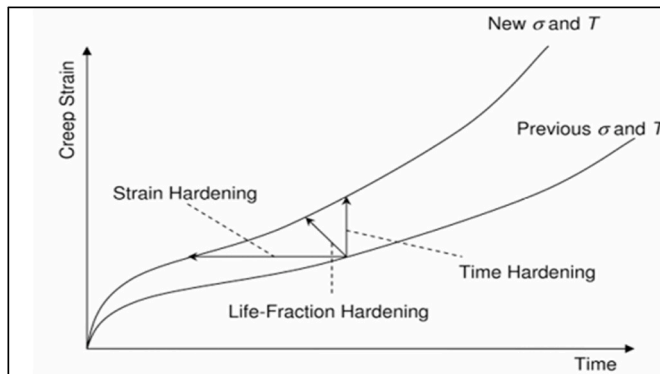 New σ and T
Creep Strain
Previous σ and T
Strain Hardening
Time Hardening
Life-Fraction Hardening
Time